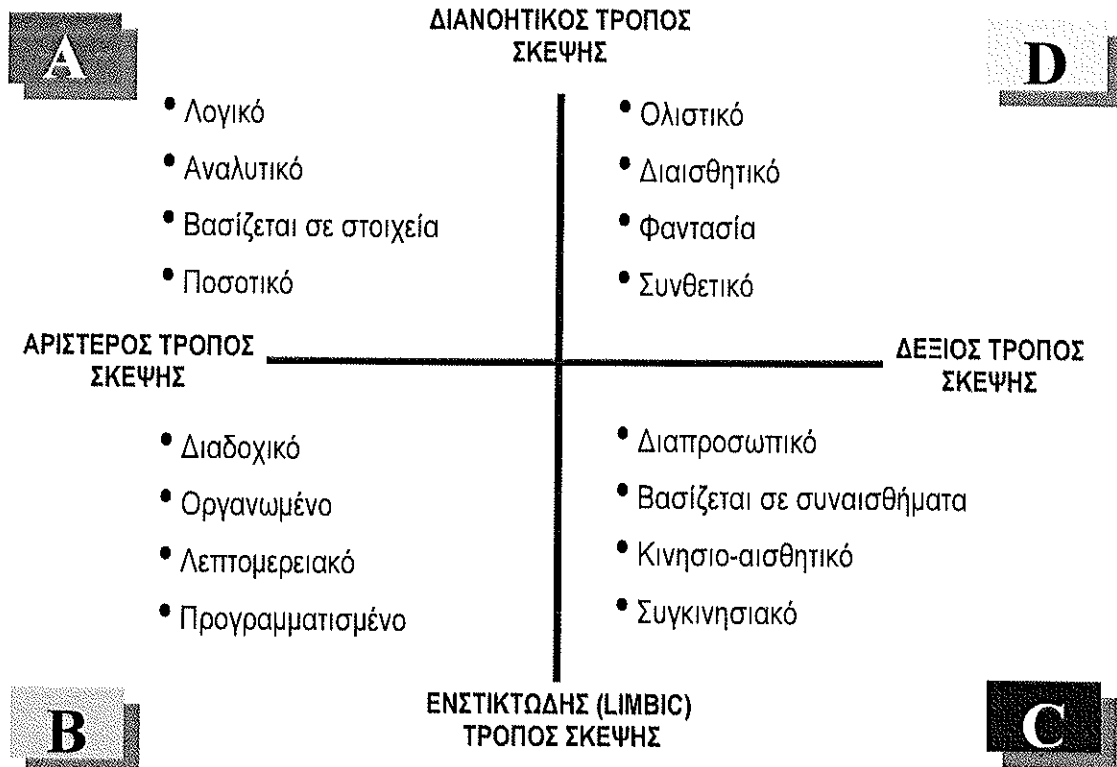 ΔΙΑΝΟΗΤΙΚΟΣ ΤΡΟΠΟΣ
ΣΚΕΨΗΣ
A
D
• Λογικό
• Αναλυτικό
• Βασίζεται σε στοιχεία
• Ποσοτικό
• Ολιστικό
• Διαισθητικό
• Φαντασία
• Συνθετικό
ΑΡΙΣΤΕΡΟΣ ΤΡΟΠΟΣ
ΣΚΕΨΗΣ
ΔΕΞΙΟΣ ΤΡΟΠΟΣ
ΣΚΕΨΗΣ
• Διαδοχικό
• Οργανωμένο
• Λεπτομερειακό
• Προγραμματισμένο
• Διαπροσωπικό
• Βασίζεται σε συναισθήματα
• Κινησιο-αισθητικό
• Συγκινησιακό
B
ΕΝΣΤΙΚΤΩΔΗΣ (LIMBIC)
ΤΡΟΠΟΣ ΣΚΕΨΗΣ
C